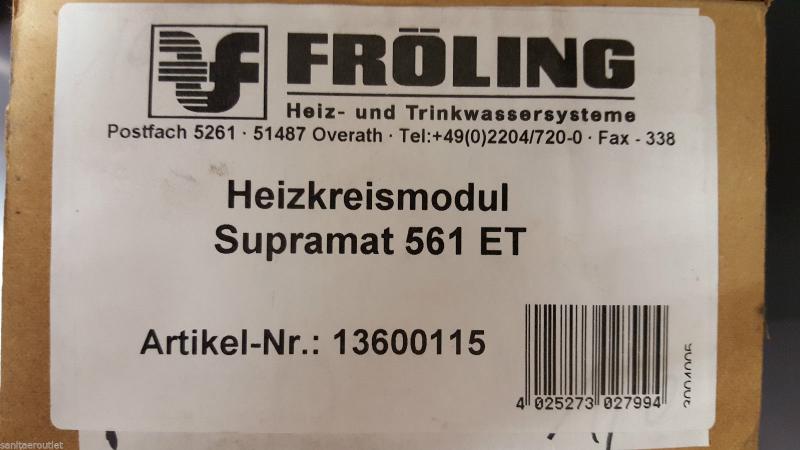 FRÖLING
Heiz- und Trinkwassersysteme
Postfach 5261 · 51487 Overath · Tel:+49(0)2204/720-0 · Fax - 338
Heizkreismodul
Supramat 561 ET
Artikel-Nr.: 13600115
4 025273 027994
sanitaeroutlet